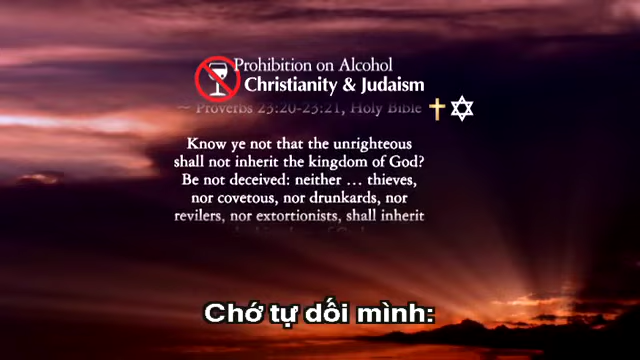 Prohibition on Alcohol
Christianity & Judaism
~ Proverbs 23:20-23:21, Holy Bible
Know ye not that the unrighteous
shall not inherit the kingdom of God?
Be not deceived: neither … thieves,
nor covetous, nor drunkards, nor
revilers, nor extortionists, shall inherit
Chớ tự dối mình: